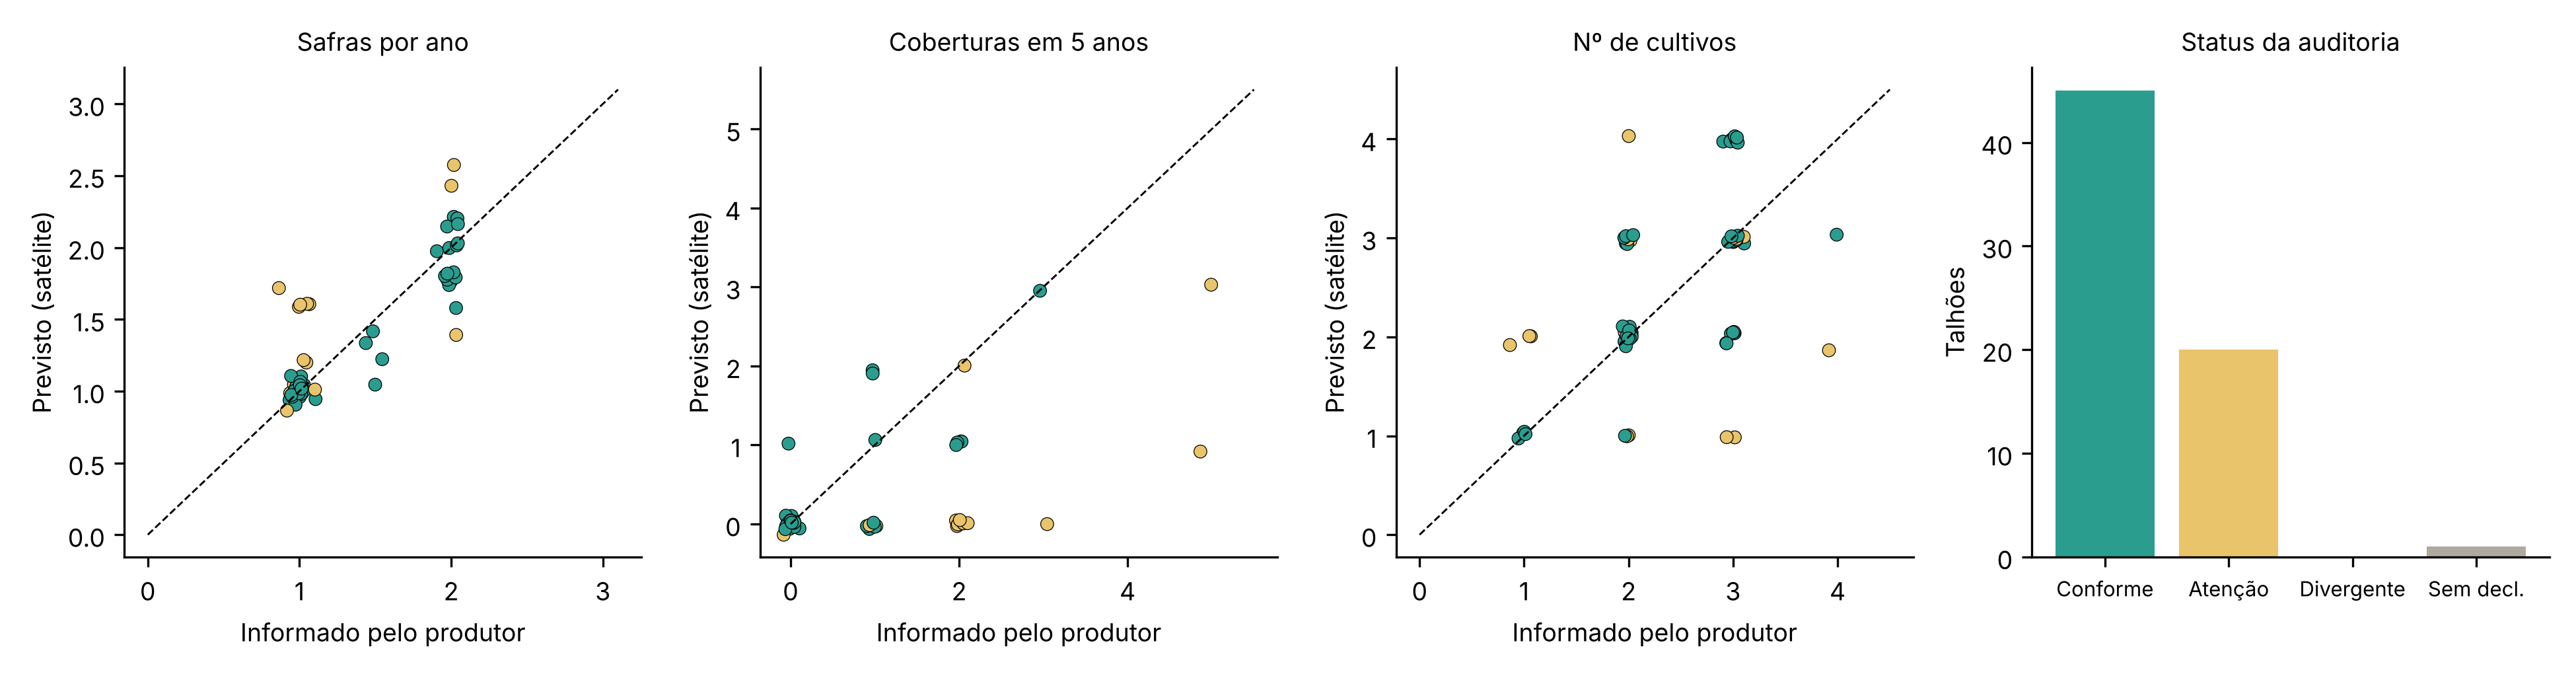 Safras por ano
3.0
2.5
2.0
1.5
1.0
0.5
0.0
Previsto (satélite)
0 1 2 3
Informado pelo produtor
Coberturas em 5 anos
5
4
3
2
1
0
Previsto (satélite)
0 2 4
Informado pelo produtor
Nº de cultivos
4
3
2
1
0
Previsto (satélite)
0 1 2 3 4
Informado pelo produtor
Status da auditoria
40
30
20
10
0
Talhões
Conforme Atenção Divergente Sem decl.